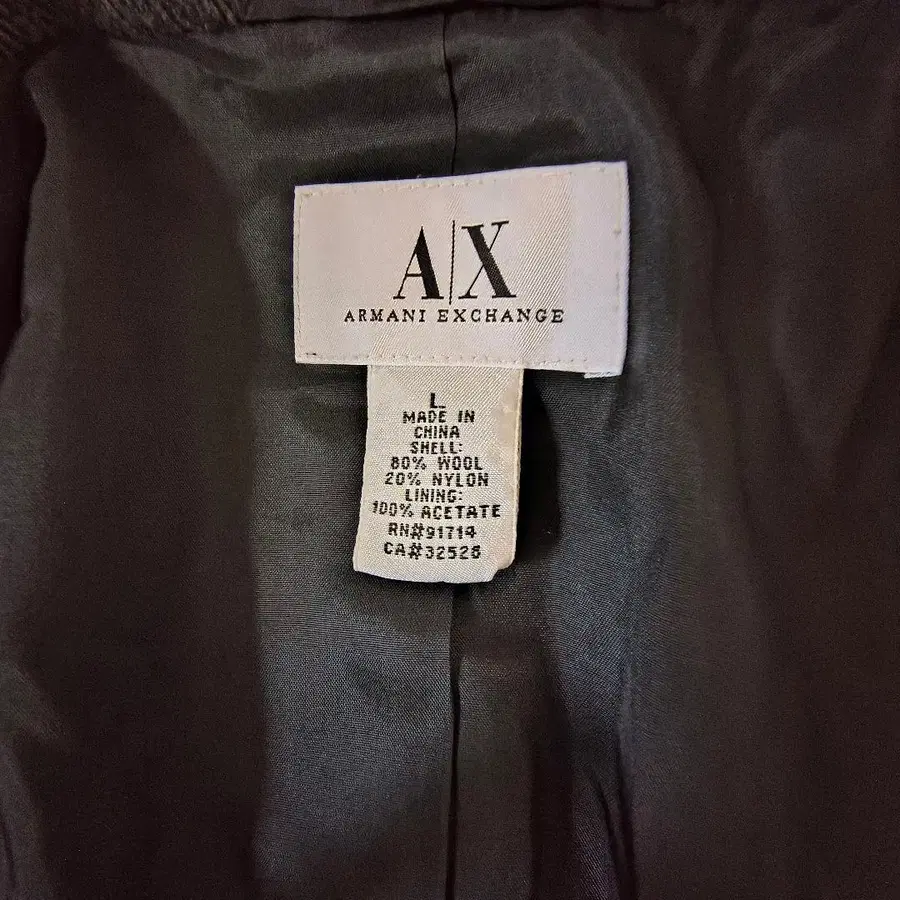 A|X
ARMANI EXCHANGE
L
MADE IN
CHINA
SHELL:
80% WOOL
20% NYLON
LINING:
100% ACETATE
RN#91714
CA#32528